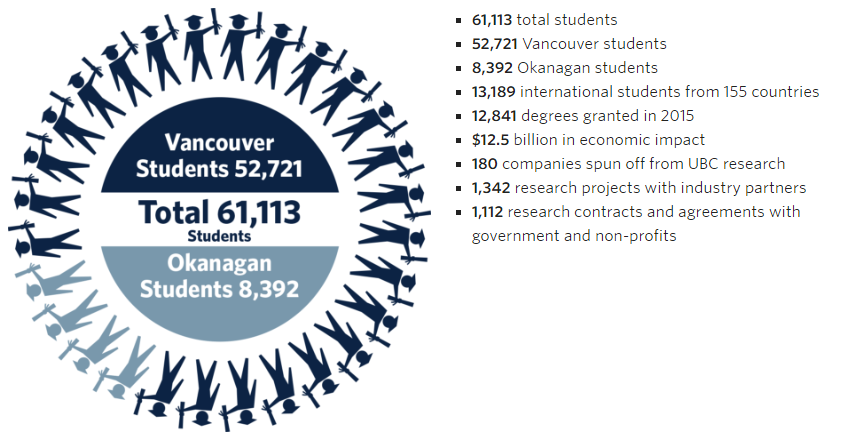 Vancouver
Students 52,721
Total 61,113
Students
Okanagan
Students 8,392
61,113 total students
52,721 Vancouver students
8,392 Okanagan students
13,189 international students from 155 countries
12,841 degrees granted in 2015
$12.5 billion in economic impact
180 companies spun off from UBC research
1,342 research projects with industry partners
1,112 research contracts and agreements with
government and non-profits